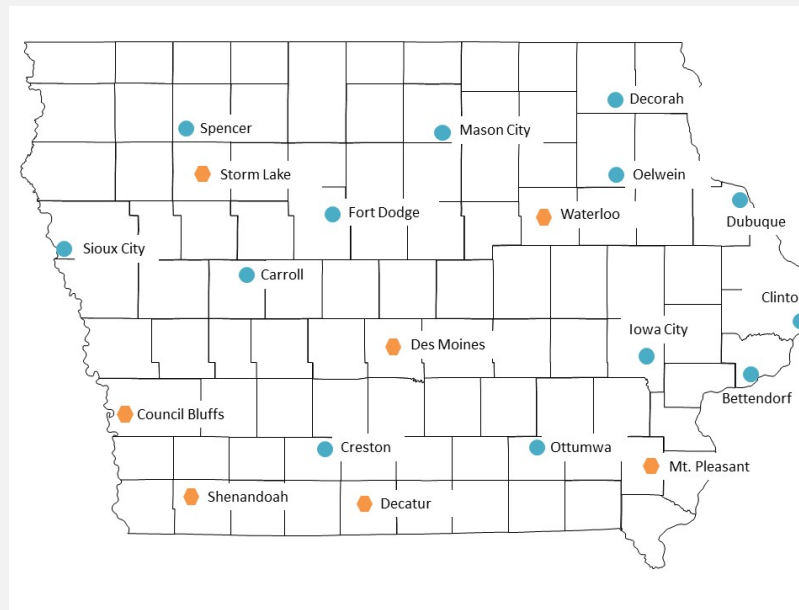 Decorah
Spencer
Mason City
Storm Lake
Oelwein
Fort Dodge
Waterloo
Dubuque
Sioux City
Carroll
Clinto
Iowa City
Des Moines
Bettendorf
Council Bluffs
Creston
Ottumwa
Mt. Pleasant
Shenandoah
Decatur